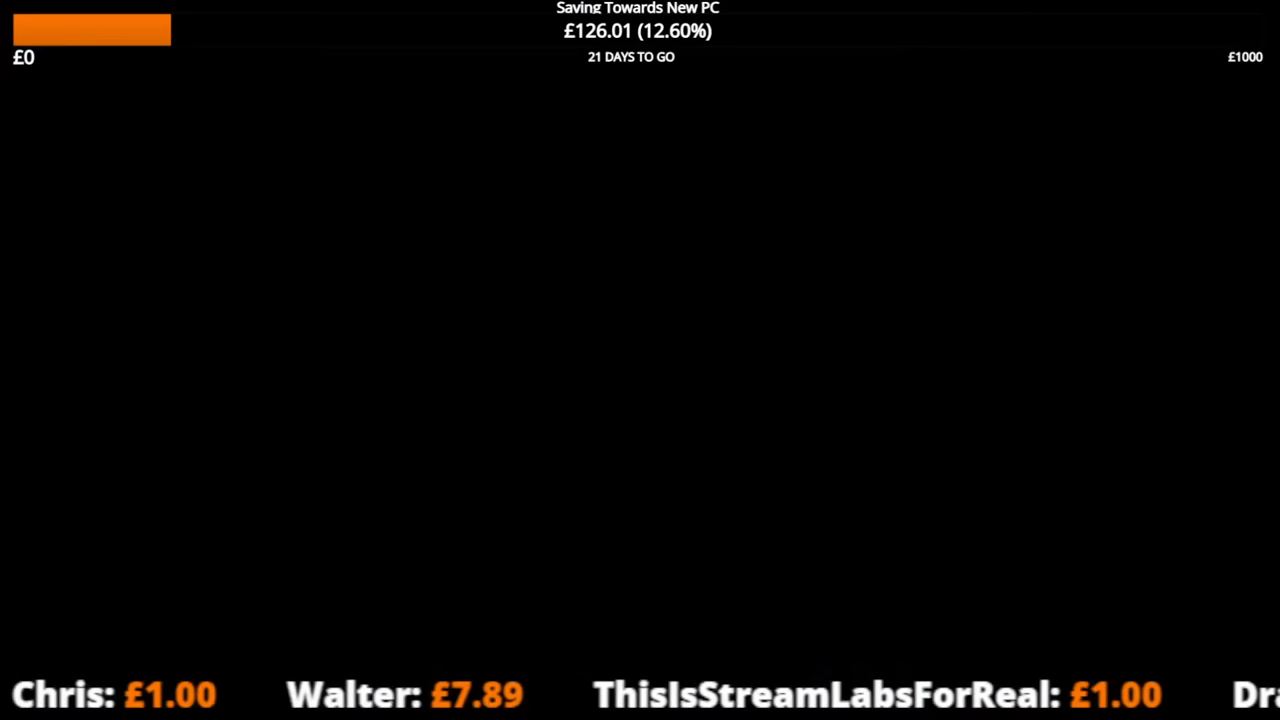 Saving Towards New PC
£126.01 (12.60%)
£0 21 DAYS TO GO £1000
Chris: £1.00 Walter: £7.89 ThisIsStreamLabsForReal: £1.00